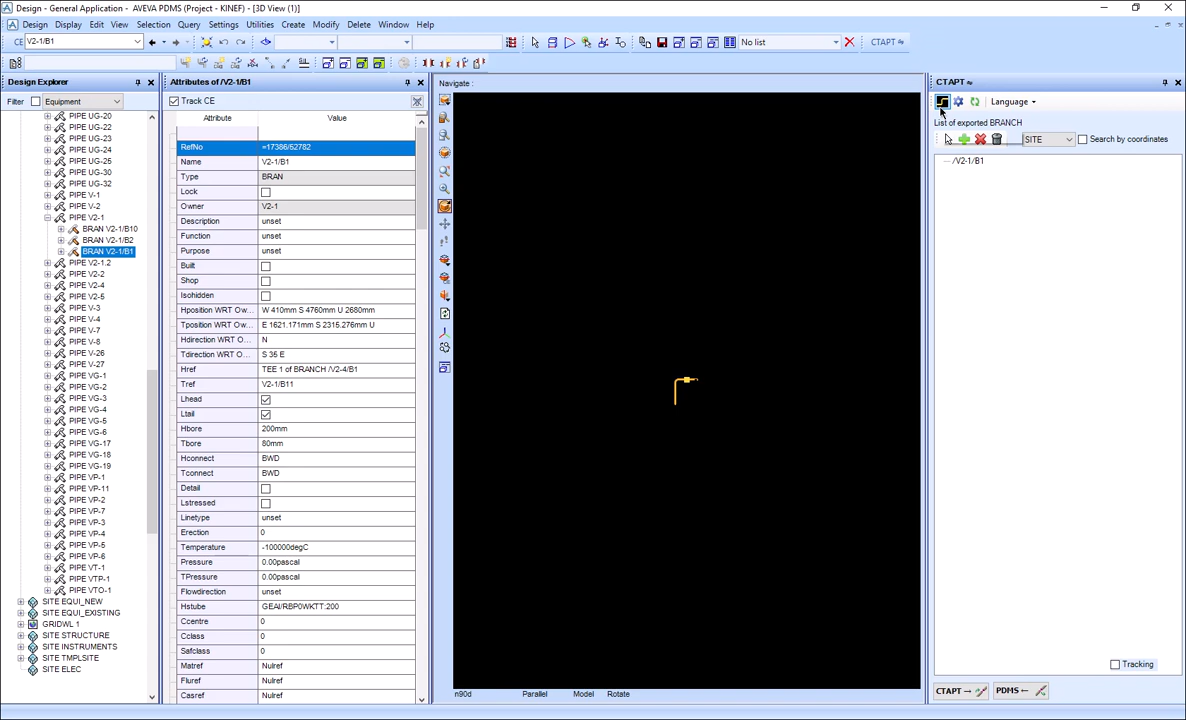 Design - General Application - AVEVA PDMS (Project - KINEF) - [3D View (1)]
Design Display Edit View Selection Query Settings Utilities Create Modify Delete Window Help
CE V2-1/B1 No list CTAPT
Design Explorer
Filter Equipment
PIPE UG-20
PIPE UG-22
PIPE UG-23
PIPE UG-24
PIPE UG-25
PIPE UG-30
PIPE UG-32
PIPE V-1
PIPE V-2
PIPE V2-1
BRAN V2-1/B10
BRAN V2-1/B2
BRAN V2-1/B1
PIPE V2-1.2
PIPE V2-2
PIPE V2-4
PIPE V2-5
PIPE V-3
PIPE V-4
PIPE V-7
PIPE V-8
PIPE V-26
PIPE V-27
PIPE VG-1
PIPE VG-2
PIPE VG-3
PIPE VG-4
PIPE VG-5
PIPE VG-6
PIPE VG-17
PIPE VG-18
PIPE VG-19
PIPE VP-1
PIPE VP-11
PIPE VP-2
PIPE VP-7
PIPE VP-3
PIPE VP-4
PIPE VP-5
PIPE VP-6
PIPE VT-1
PIPE VTP-1
PIPE VTO-1
SITE EQUI_NEW
SITE EQUI_EXISTING
GRIDWL 1
SITE STRUCTURE
SITE INSTRUMENTS
SITE TMPLSITE
SITE ELEC
Attributes of /V2-1/B1
Track CE
Attribute Value
RefNo =17386/52782
Name V2-1/B1
Type BRAN
Lock
Owner V2-1
Description unset
Function unset
Purpose unset
Built
Shop
Isohidden
Hposition WRT Ow... W 410mm S 4760mm U 2680mm
Tposition WRT Ow... E 1621.171mm S 2315.276mm U
Hdirection WRT O... N
Tdirection WRT O... S 35 E
Href TEE 1 of BRANCH /V2-4/B1
Tref V2-1/B11
Lhead
Ltail
Hbore 200mm
Tbore 80mm
Hconnect BWD
Tconnect BWD
Detail
Lstressed
Linetype unset
Erection 0
Temperature -100000degC
Pressure 0.00pascal
TPressure 0.00pascal
Flowdirection unset
Hstube GEAI/RBP0WKTT:200
Ccentre 0
Cclass 0
Safclass 0
Matref Nulref
Fluref Nulref
Casref Nulref
Navigate :
n90d Parallel Model Rotate
CTAPT
Language
List of exported BRANCH
SITE Search by coordinates
/V2-1/B1
Tracking
CTAPT → PDMS ←